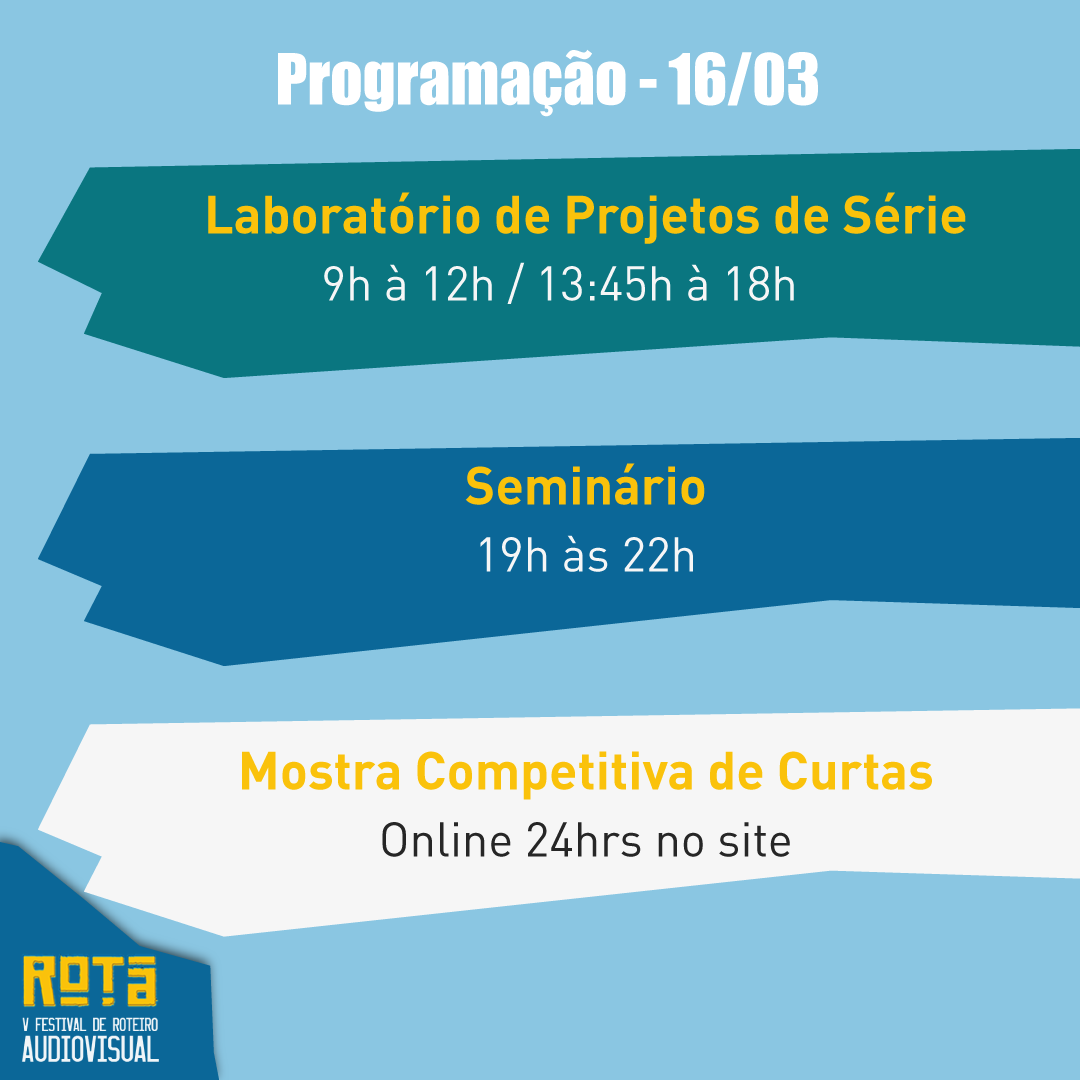 Programação - 16/03
Laboratório de Projetos de Série
9h à 12h / 13:45h à 18h
Seminário
19h às 22h
Mostra Competitiva de Curtas
Online 24hrs no site
ROTA
V FESTIVAL DE ROTEIRO
AUDIOVISUAL